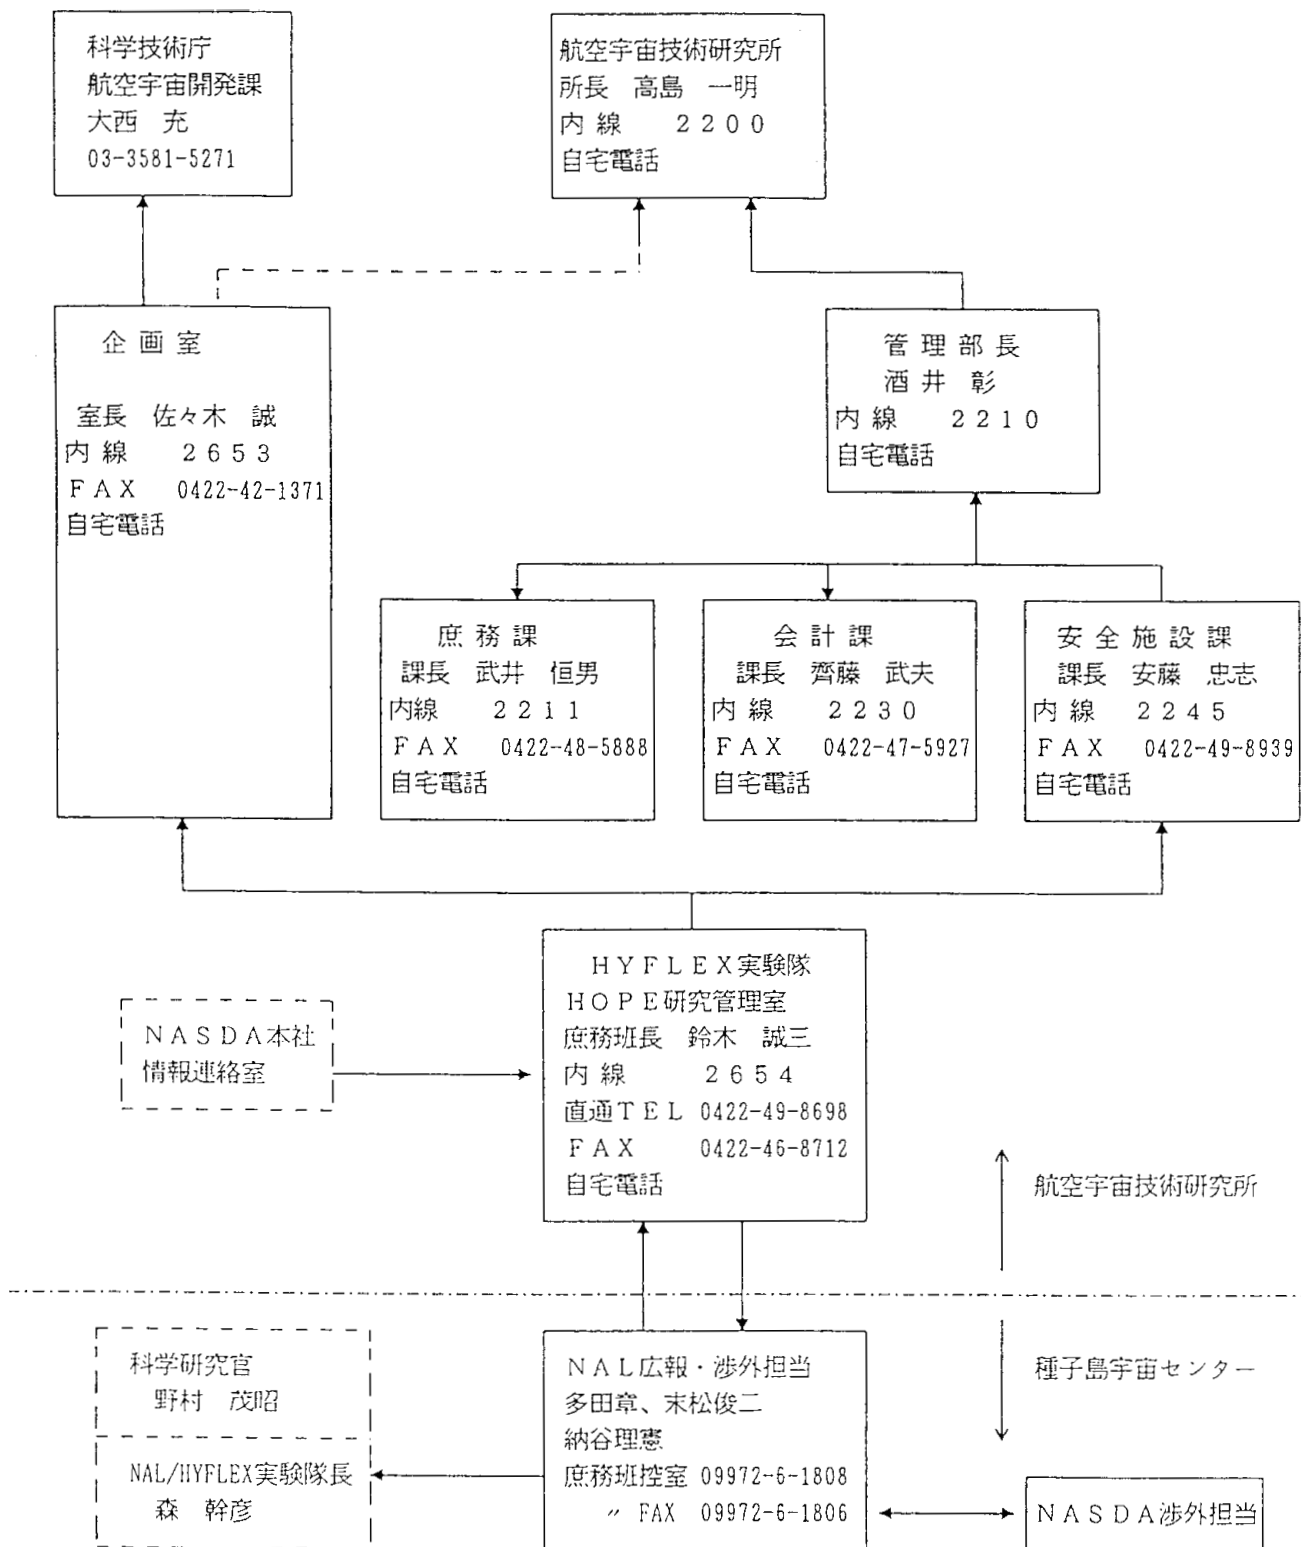 科学技術庁
航空宇宙開発課
大西 充
03-3581-5271
航空宇宙技術研究所
所長 高島 一明
内線 2200
自宅電話
企画室
室長 佐々木 誠
内線 2653
FAX 0422-42-1371
自宅電話
管理部長
酒井 彰
内線 2210
自宅電話
庶務課
課長 武井 恒男
内線 2211
FAX 0422-48-5888
自宅電話
会計課
課長 齊藤 武夫
内線 2230
FAX 0422-47-5927
自宅電話
安全施設課
課長 安藤 忠志
内線 2245
FAX 0422-49-8939
自宅電話
HYFLEX実験隊
HOPE研究管理室
庶務班長 鈴木 誠三
内線 2654
直通TEL 0422-49-8698
FAX 0422-46-8712
自宅電話
NASDA本社
情報連絡室
航空宇宙技術研究所
種子島宇宙センター
科学研究官
野村 茂昭
NAL/HYFLEX実験隊長
森 幹彦
NAL広報・渉外担当
多田章、末松俊二
納谷理憲
庶務班控室 09972-6-1808
〃 FAX 09972-6-1806
NASDA渉外担当